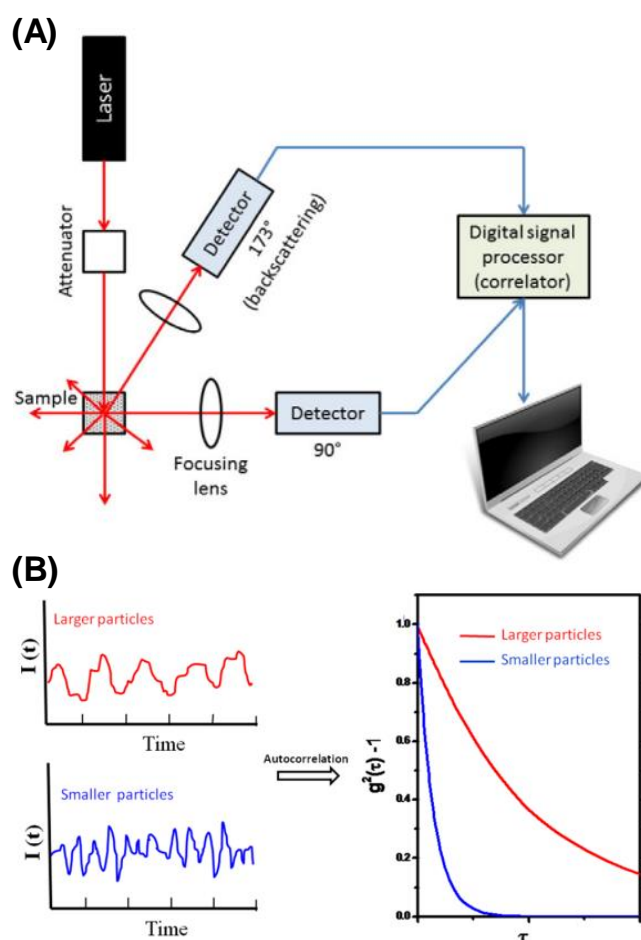 (A)
Laser
Attenuator
Detector
173°
(backscattering)
Digital signal
processor
(correlator)
Sample
Detector
90°
Focusing
lens
(B)
Larger particles
I (t)
Time
Autocorrelation
Smaller particles
I (t)
Time
1.0
0.8
0.6
0.4
0.2
0.0
g²(τ) -1
Larger particles
Smaller particles
τ